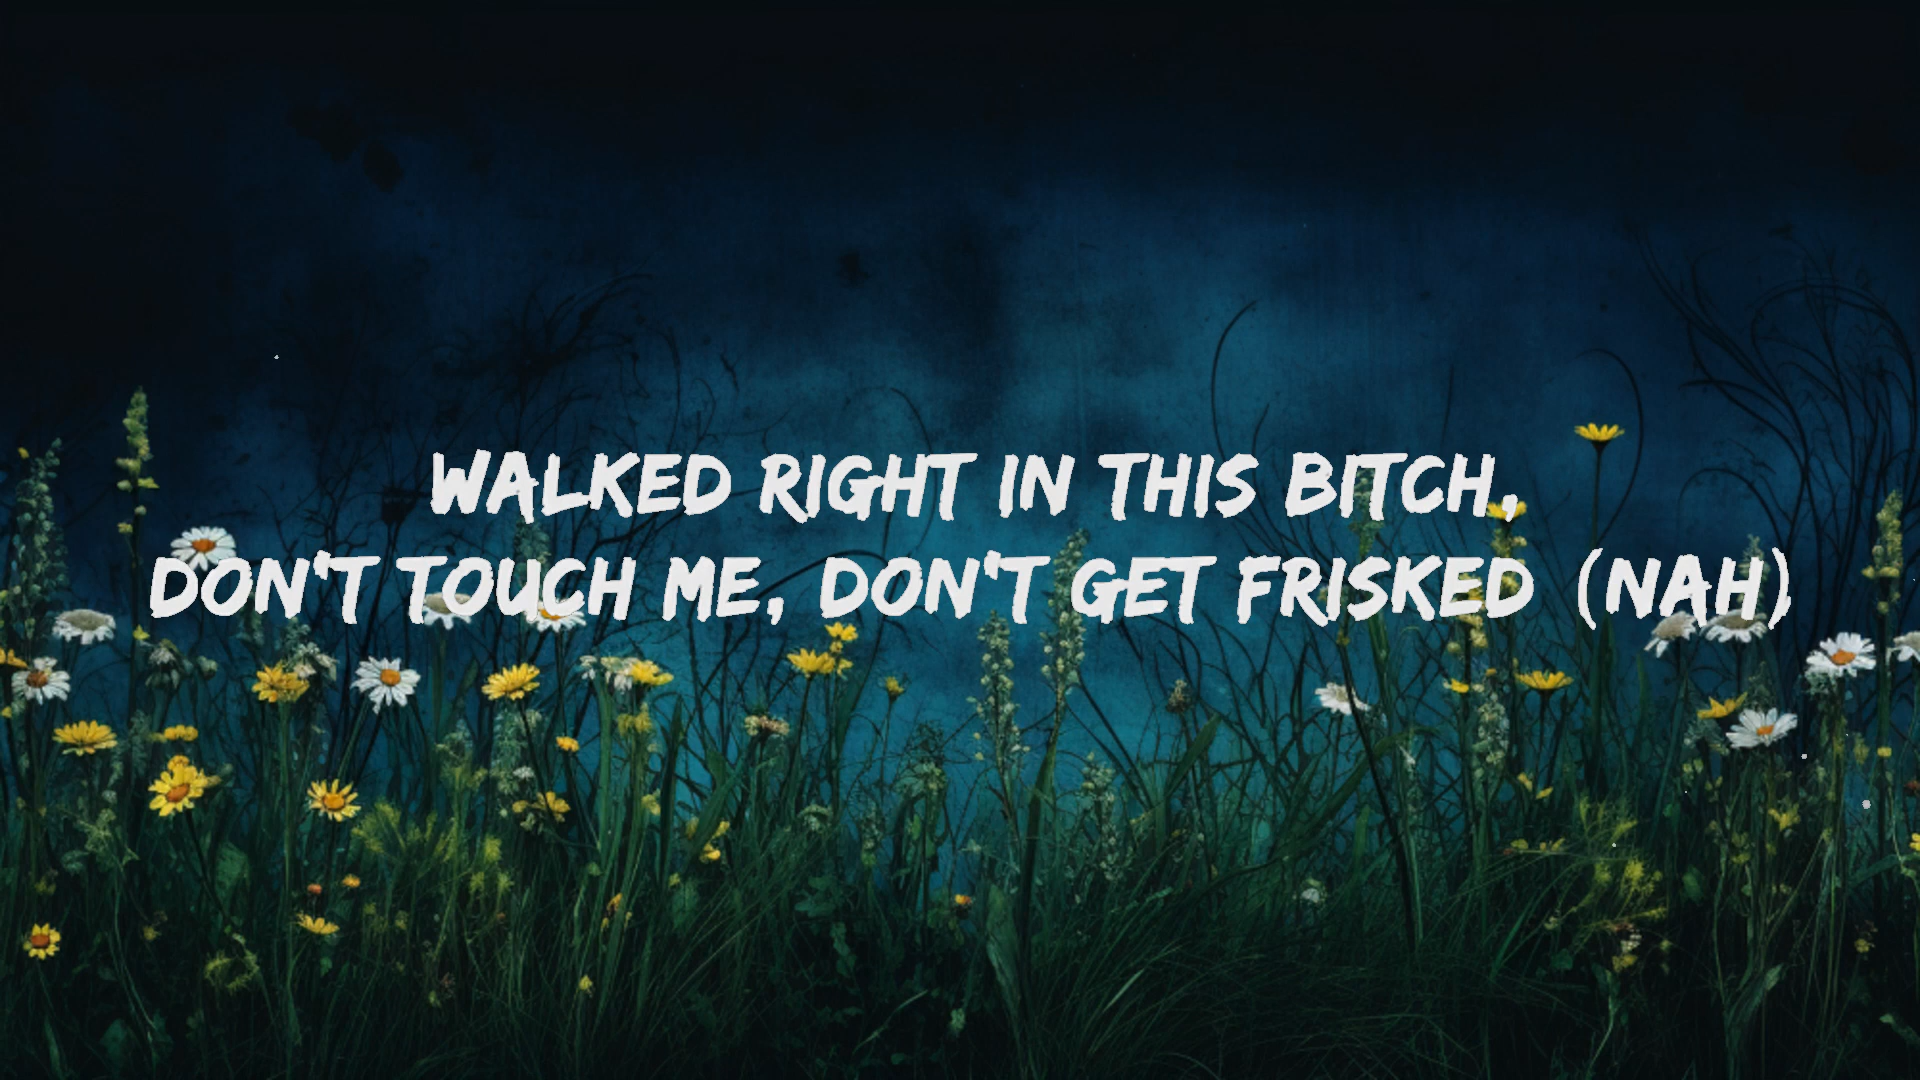 WALKED RIGHT IN THIS BITCH,
DON'T TOUCH ME, DON'T GET FRISKED (NAH)